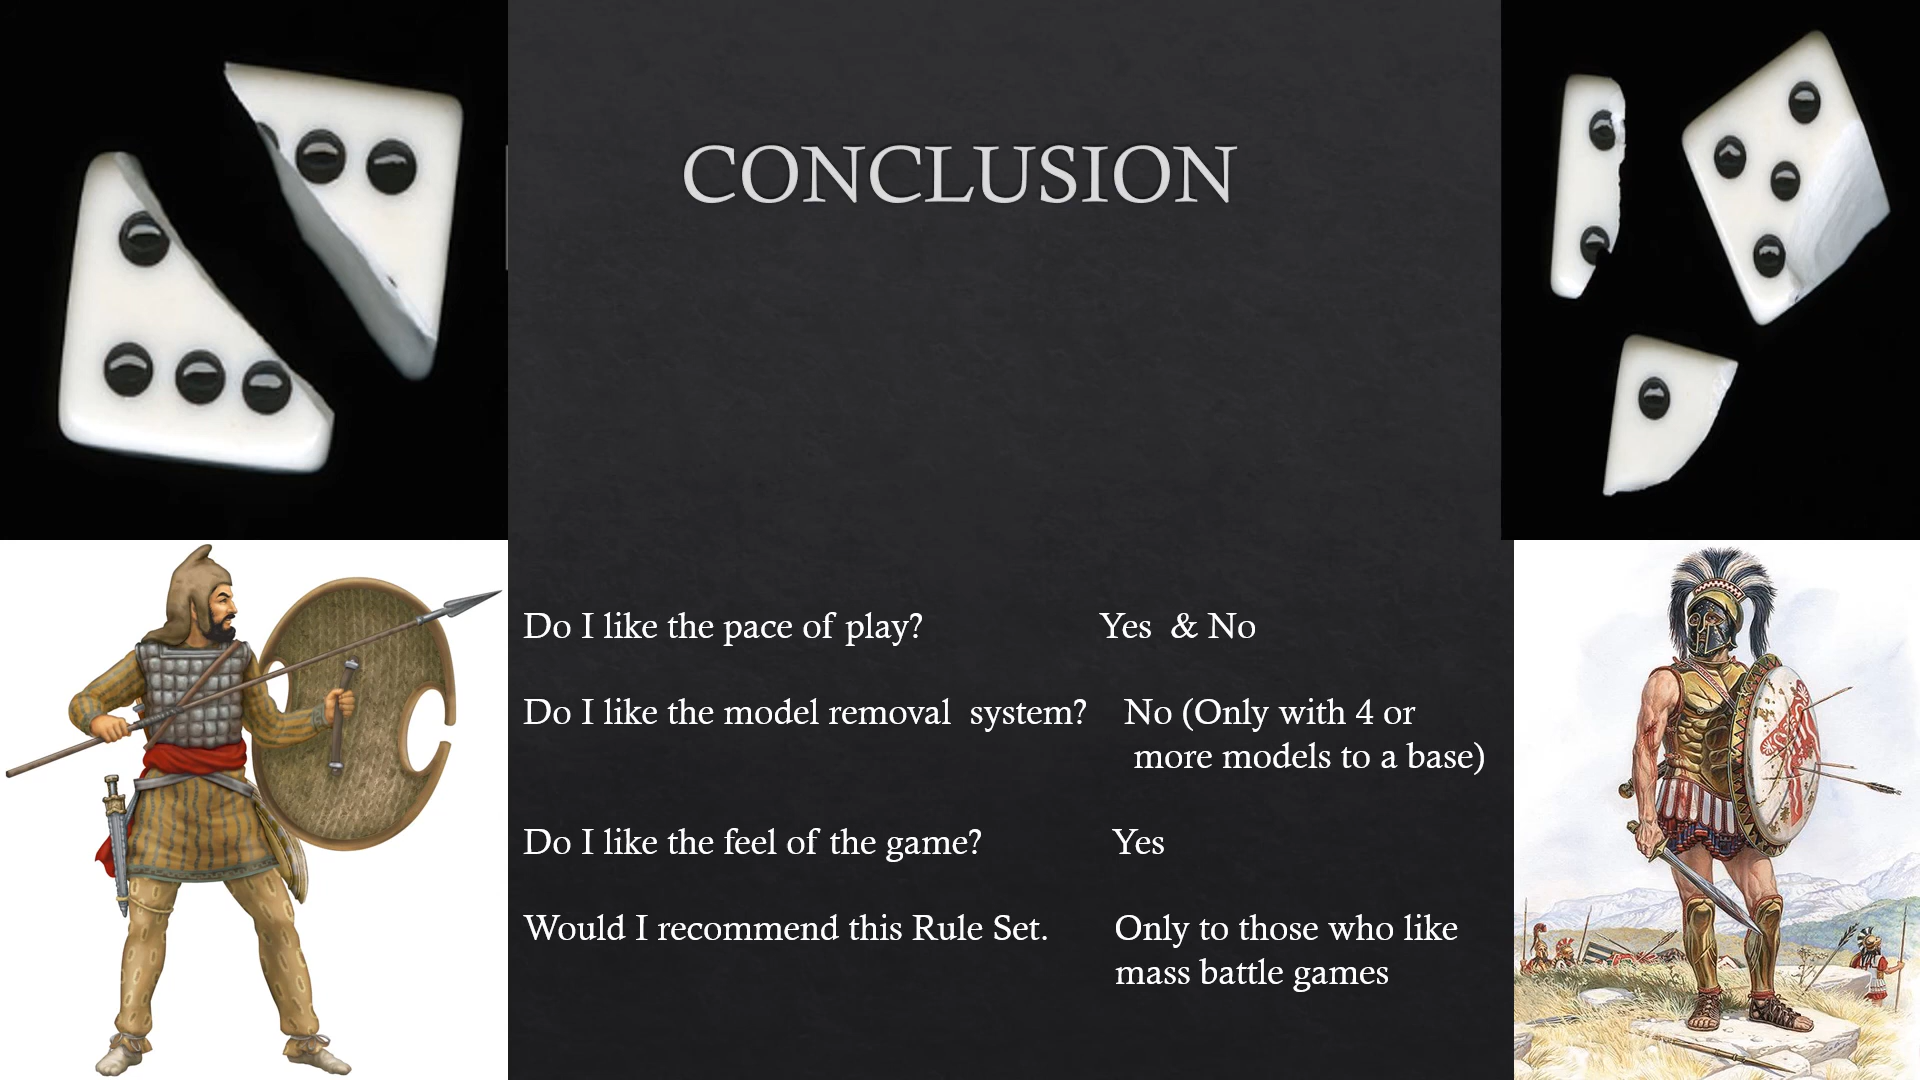 CONCLUSION
Do I like the pace of play? Yes & No
Do I like the model removal system? No (Only with 4 or
more models to a base)
Do I like the feel of the game? Yes
Would I recommend this Rule Set. Only to those who like
mass battle games